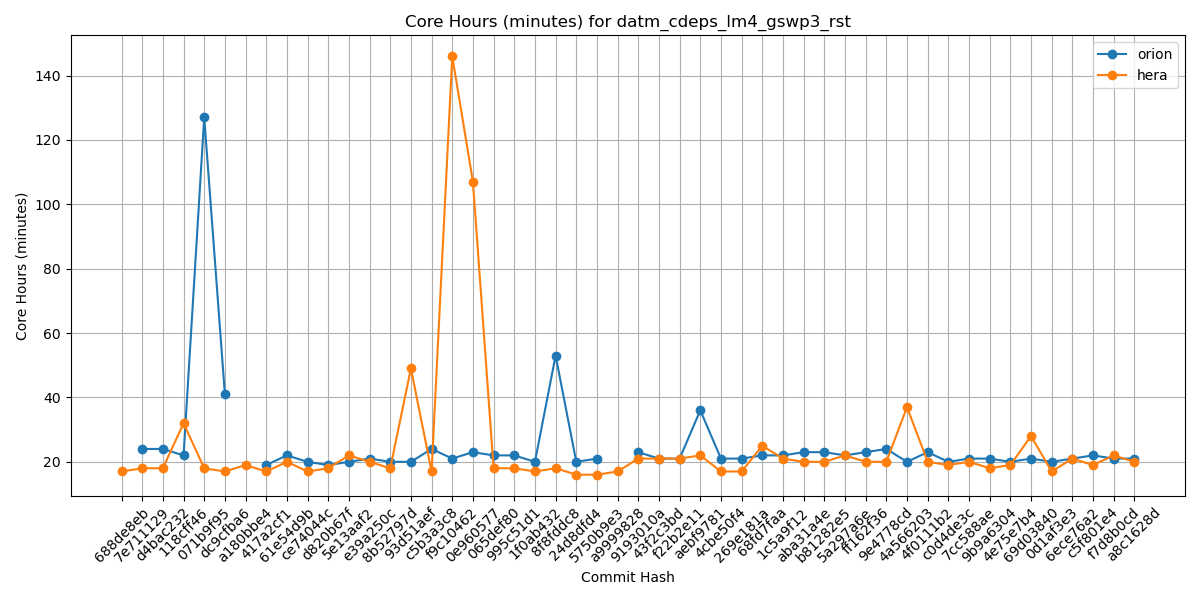 Core Hours (minutes) for datm_cdeps_lm4_gswp3_rst
orion
hera
Core Hours (minutes)
140
120
100
80
60
40
20
688de8eb
7e711129
d4bac232
118cff46
071b9f95
dc9cfba6
a180bbe4
417a2cf1
61e54d9b
ce74044c
d820b67f
5e13aaf2
e39a250c
8b52797d
93d51aef
c5b3a3c8
f9c10462
0e960577
065def80
995c51d1
1f0ab432
8f8fddc8
24d8dfd4
5750b9e3
a9999828
9193010a
43f253bd
f22b2e11
aebf9781
4cbe50f4
269e181a
68fd7faa
1c5a9f12
aba31a4e
b81282e5
5a297a6e
ff162f36
9e4778cd
4a566203
4f011b2
c0d4de3c
7cc588ae
9b9a6304
4e75e7b4
69d03840
0d1af3e3
6ece76a2
c5f801e4
f7d8b0cd
a8c1628d
Commit Hash